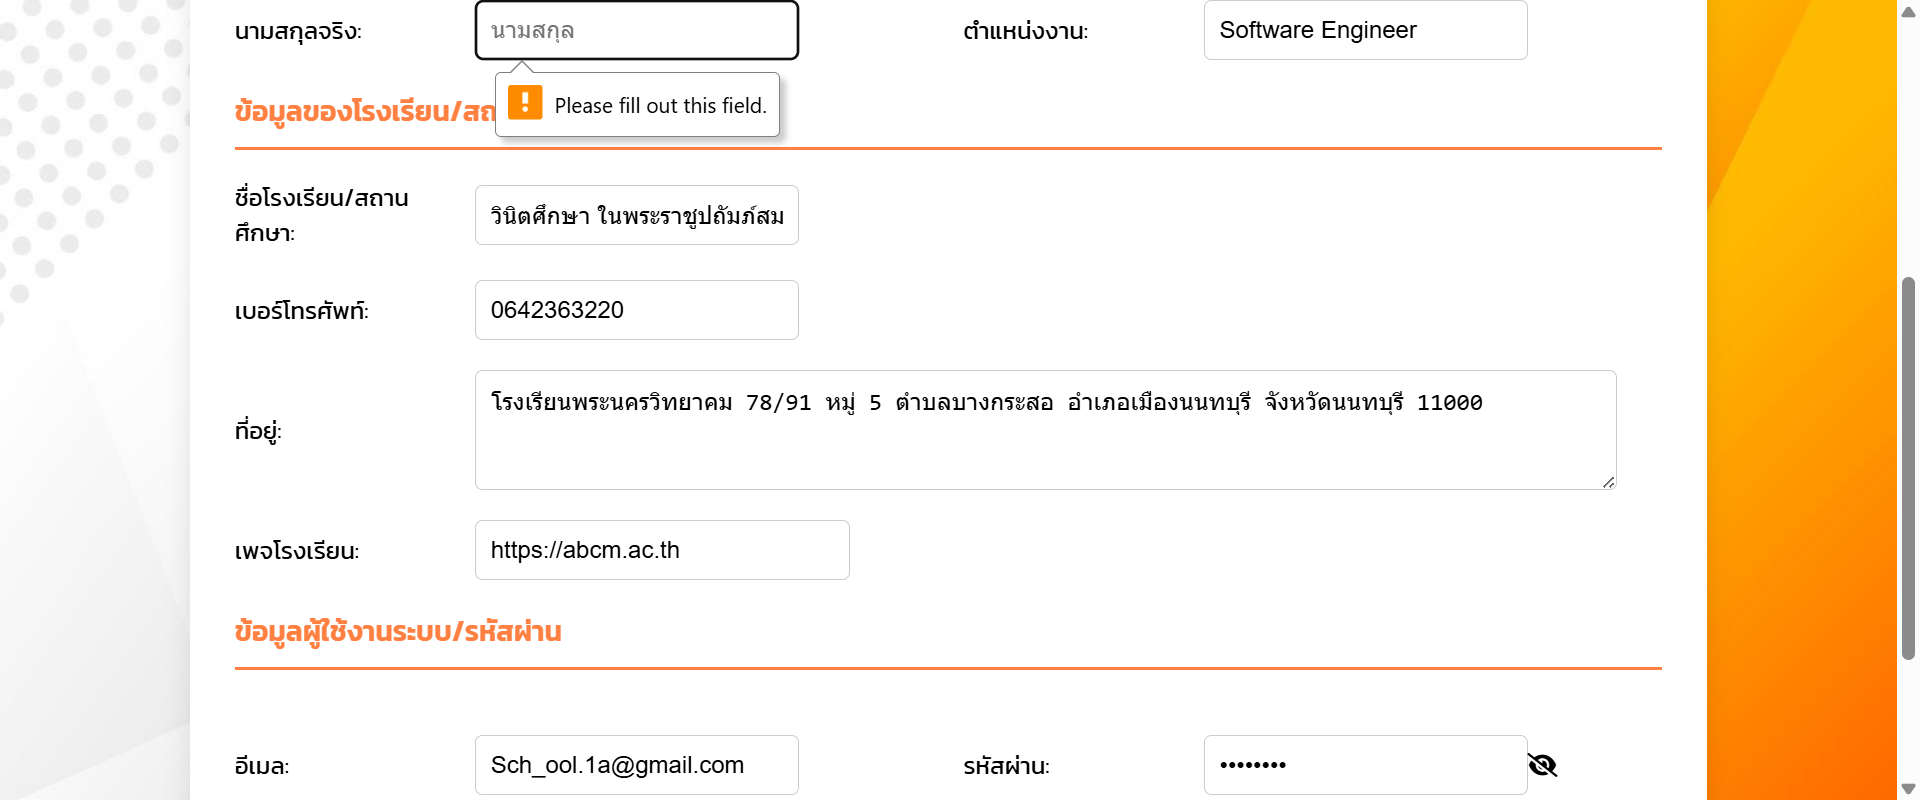 นามสกุลจริง: นามสกุล ตำแหน่งงาน: Software Engineer
Please fill out this field.
ข้อมูลของโรงเรียน/สถ
ชื่อโรงเรียน/สถาน
ศึกษา: วินิตศึกษา ในพระราชูปถัมภ์สม
เบอร์โทรศัพท์: 0642363220
ที่อยู่: โรงเรียนพระนครวิทยาคม 78/91 หมู่ 5 ตำบลบางกระสอ อำเภอเมืองนนทบุรี จังหวัดนนทบุรี 11000
เพจโรงเรียน: https://abcm.ac.th
ข้อมูลผู้ใช้งานระบบ/รหัสผ่าน
อีเมล: Sch_ool.1a@gmail.com รหัสผ่าน: ••••••••